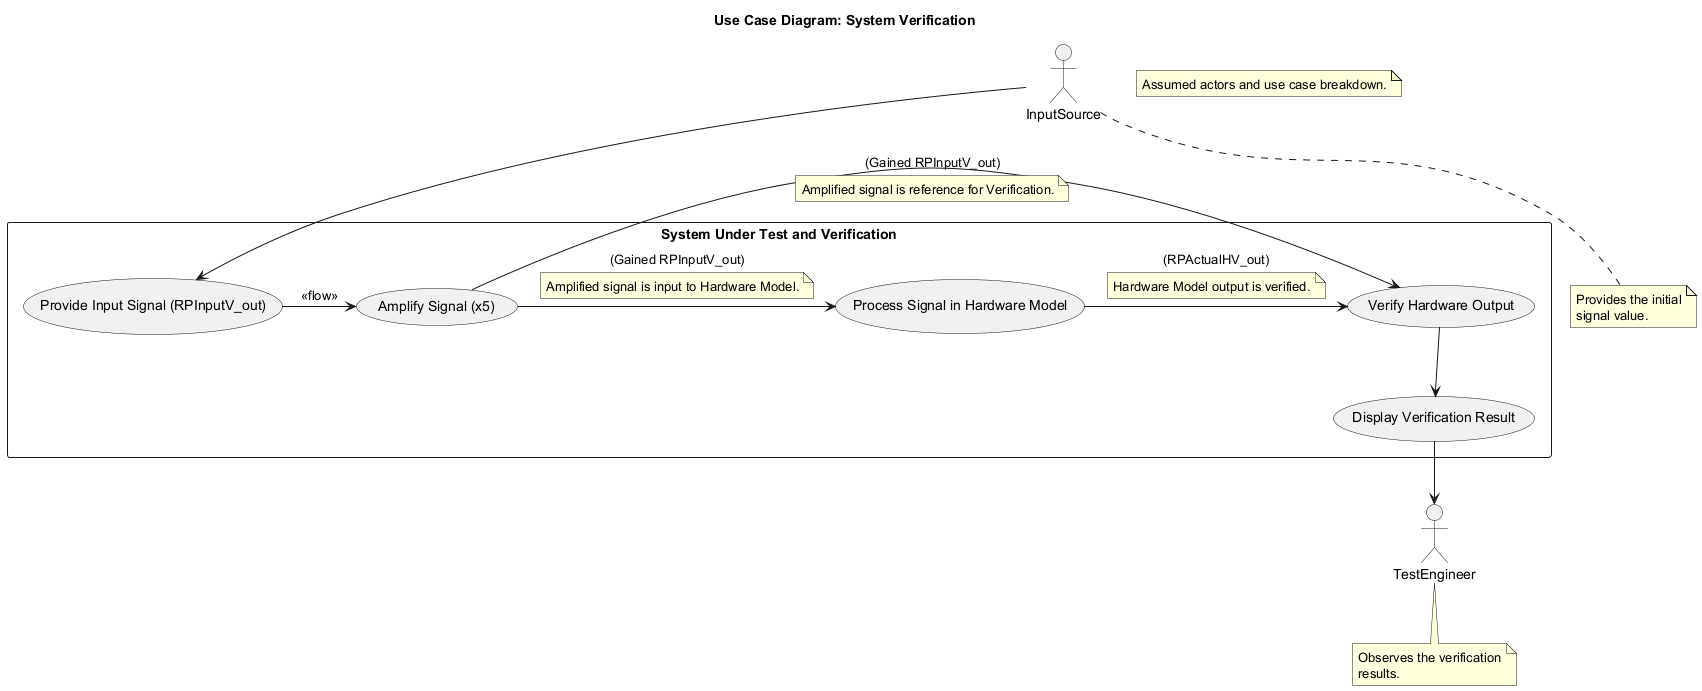 Use Case Diagram: System Verification
Assumed actors and use case breakdown.
InputSource
(Gained RPInputV_out)
Amplified signal is reference for Verification.
System Under Test and Verification
(Gained RPInputV_out)
(RPActualHV_out)
Amplified signal is input to Hardware Model.
Hardware Model output is verified.
«flow»
Provide Input Signal (RPInputV_out)
Amplify Signal (x5)
Process Signal in Hardware Model
Verify Hardware Output
Provides the initial
signal value.
Display Verification Result
TestEngineer
Observes the verification
results.